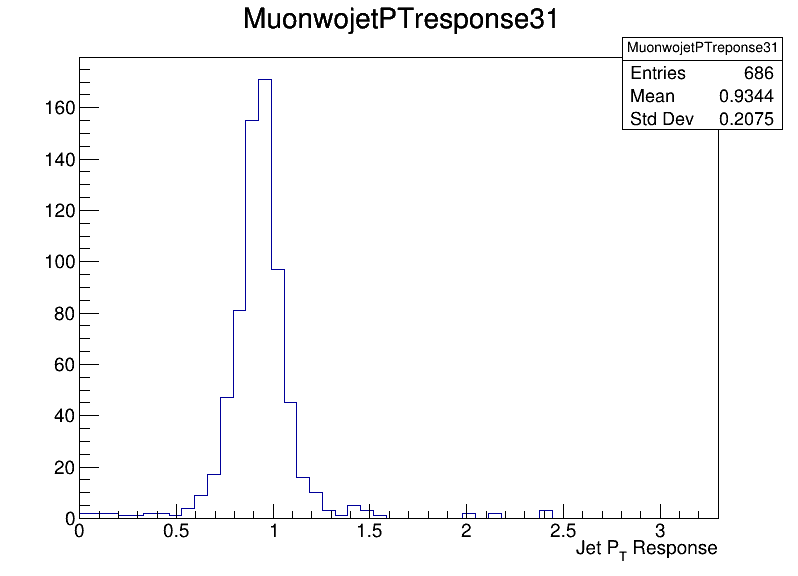 MuonwojetPTresponse31
MuonwojetPTreponse31
Entries 686
Mean 0.9344
Std Dev 0.2075
160
140
120
100
80
60
40
20
0
0 0.5 1 1.5 2 2.5 3
Jet P_T Response